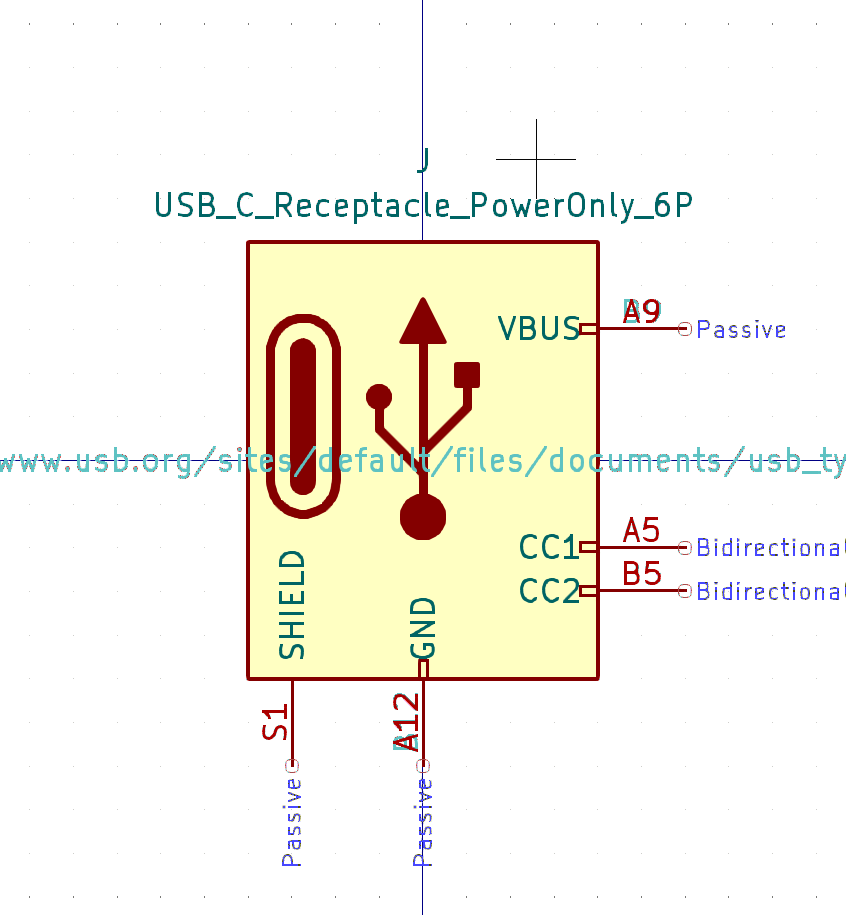 J
USB_C_Receptacle_PowerOnly_6P
VBUS
A9
Passive
www.usb.org/sites/default/files/documents/usb_ty
CC1
A5
Bidirectional
CC2
B5
Bidirectional
SHIELD
GND
S1
A12
Passive
Passive